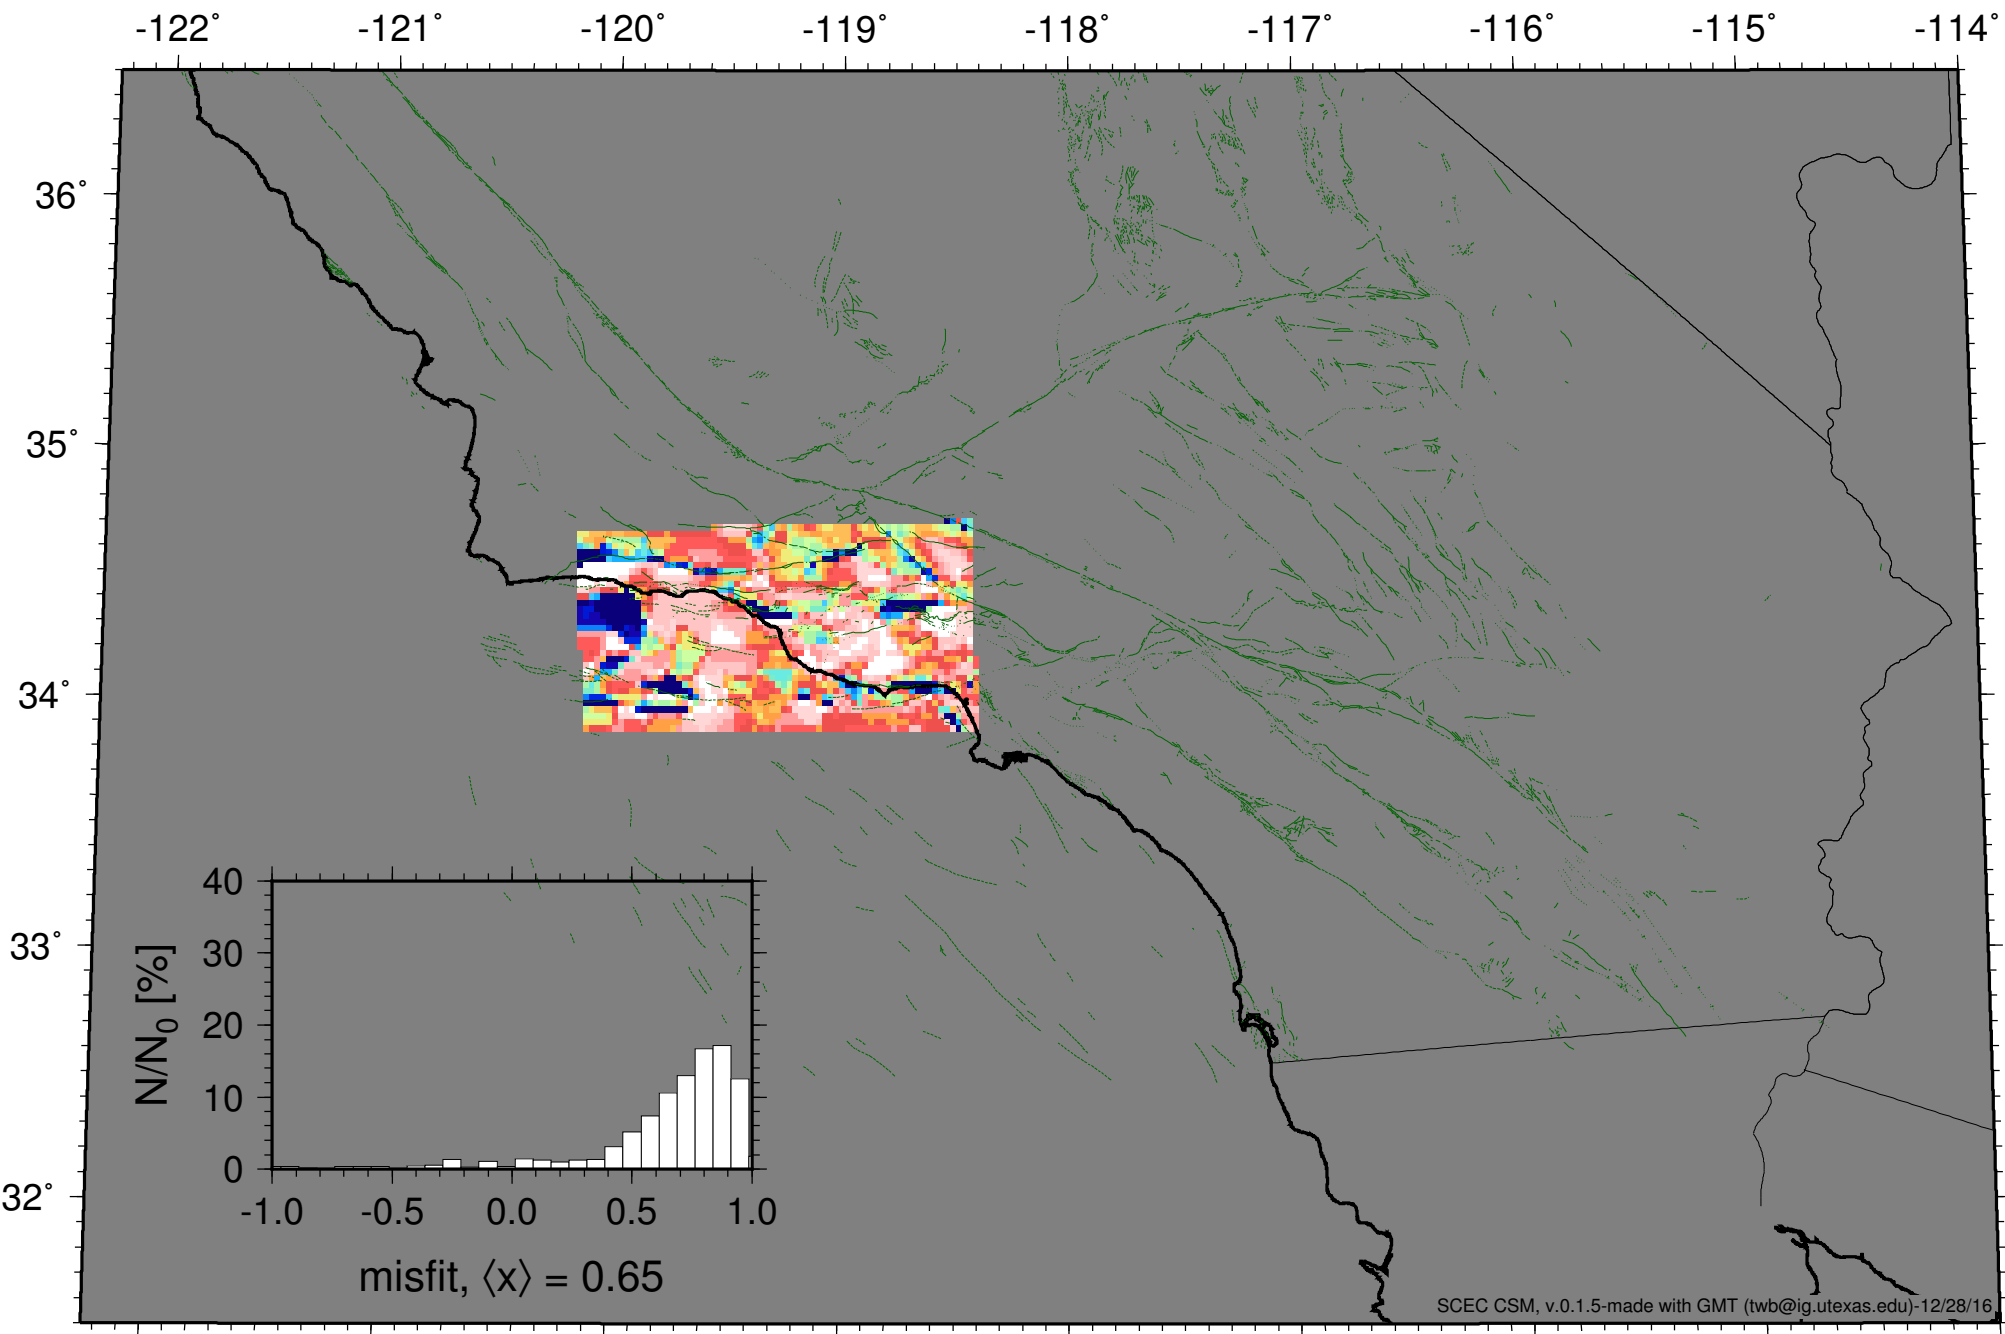 -122° -121° -120° -119° -118° -117° -116° -115° -114°
36°
35°
34°
33°
32°
40
30
20
10
0
N/N0 [%]
-1.0 -0.5 0.0 0.5 1.0
misfit, ⟨x⟩ = 0.65
SCEC CSM, v.0.1.5-made with GMT (twb@ig.utexas.edu)-12/28/16